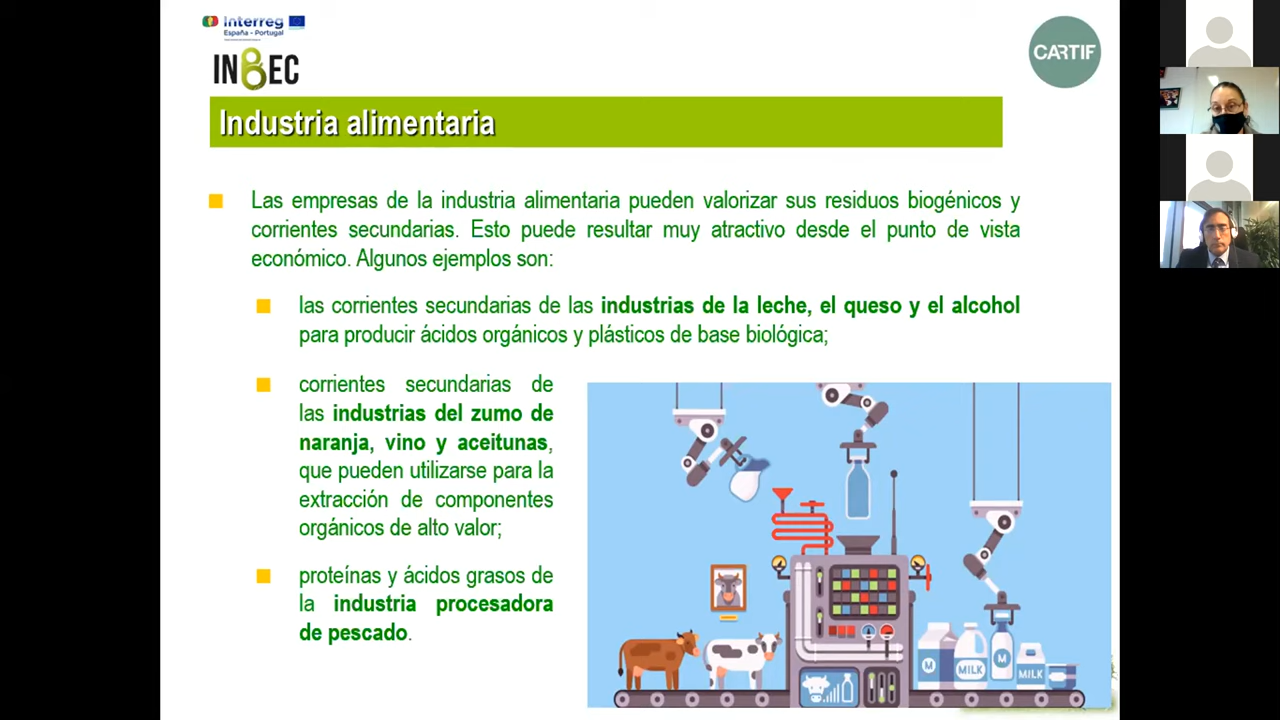 Interreg
España - Portugal
INBEC
CARTIF
Industria alimentaria
Las empresas de la industria alimentaria pueden valorizar sus residuos biogénicos y
corrientes secundarias. Esto puede resultar muy atractivo desde el punto de vista
económico. Algunos ejemplos son:
las corrientes secundarias de las industrias de la leche, el queso y el alcohol
para producir ácidos orgánicos y plásticos de base biológica;
corrientes secundarias de
las industrias del zumo de
naranja, vino y aceitunas,
que pueden utilizarse para la
extracción de componentes
orgánicos de alto valor;
proteínas y ácidos grasos de
la industria procesadora
de pescado.
M
MILK
M
MILK